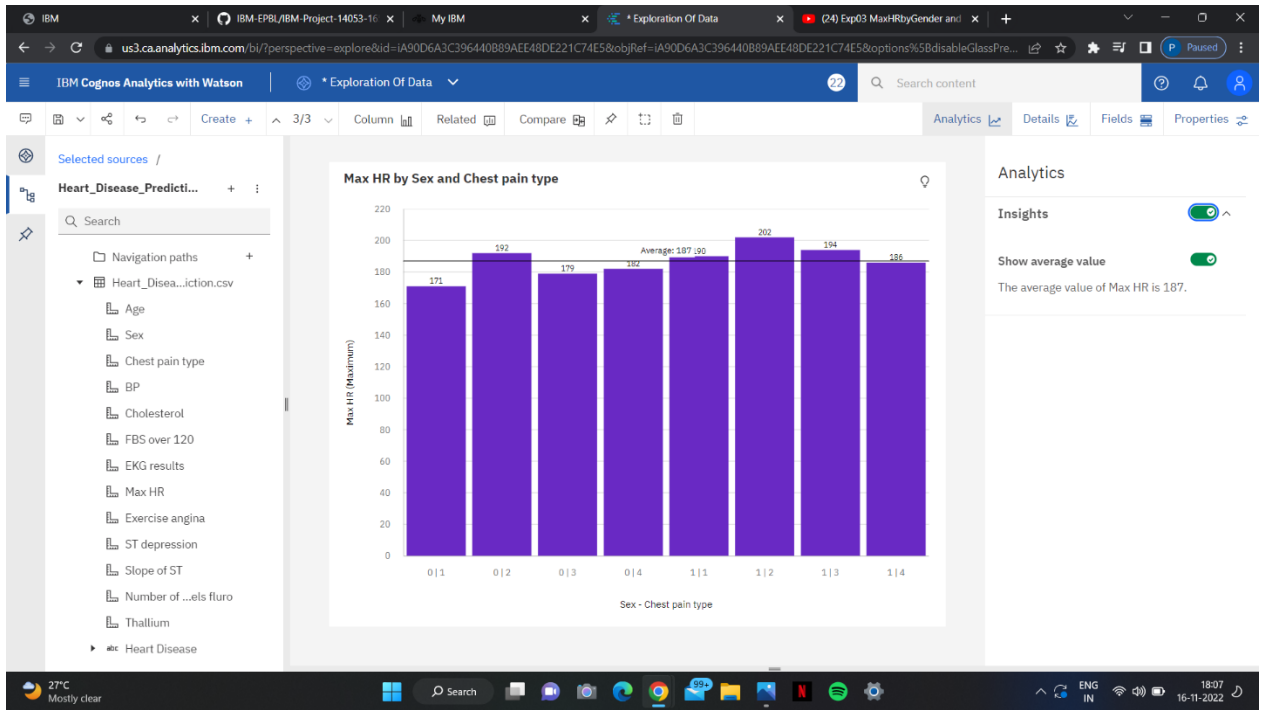 IBM
IBM-EPBL/IBM-Project-14053-16
My IBM
* Exploration Of Data
(24) Exp03 MaxHRbyGender and
us3.ca.analytics.ibm.com/bi/?perspective=explore&id=iA90D6A3C396440B89AEE48DE221C74E5&objRef=iA90D6A3C396440B89AEE48DE221C74E5&options%5BdisableGlassPre...
P Paused
IBM Cognos Analytics with Watson
* Exploration Of Data
22
Search content
Create +
3/3
Column
Related
Compare
Analytics
Details
Fields
Properties
Selected sources /
Heart_Disease_Predicti...
Search
Navigation paths
Heart_Disea...iction.csv
Age
Sex
Chest pain type
BP
Cholesterol
FBS over 120
EKG results
Max HR
Exercise angina
ST depression
Slope of ST
Number of ...els fluro
Thallium
abc Heart Disease
Max HR by Sex and Chest pain type
220
200
180
160
140
120
100
80
60
40
20
0
Max HR (Maximum)
171
192
179
182
Average: 187
190
202
194
186
0|1
0|2
0|3
0|4
1|1
1|2
1|3
1|4
Sex - Chest pain type
Analytics
Insights
Show average value
The average value of Max HR is 187.
27°C
Mostly clear
Search
99+
N
ENG
IN
18:07
16-11-2022